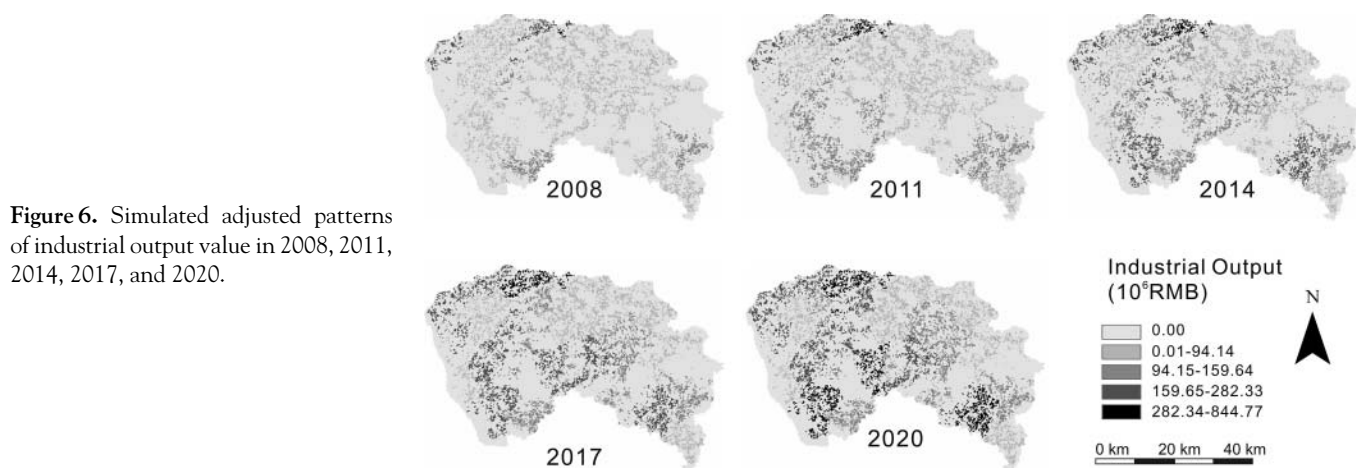 2008
2011
2014
Figure 6. Simulated adjusted patterns
of industrial output value in 2008, 2011,
2014, 2017, and 2020.
2017
2020
Industrial Output
(10⁶RMB)
0.00
0.01-94.14
94.15-159.64
159.65-282.33
282.34-844.77
N
0 km 20 km 40 km